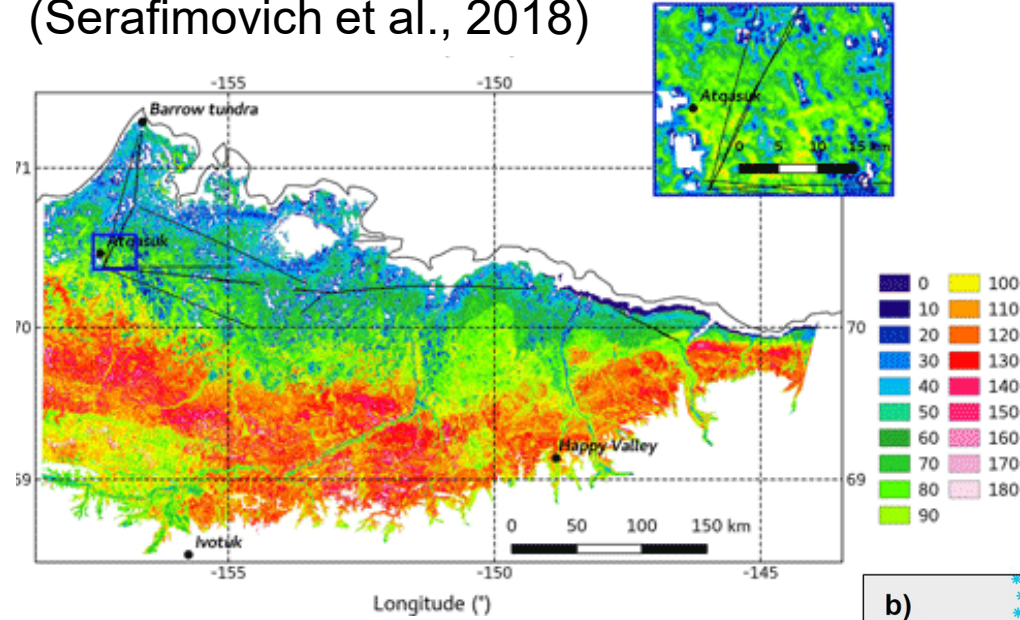 (Serafimovich et al., 2018)
-155 -150
Barrow tundra
Atqasuk
0 5 10 15 km
71
Atqasuk
70 70
0 100
10 110
20 120
30 130
40 140
50 150
60 160
70 170
80 180
90
Happy Valley
69
0 50 100 150 km
Ivotuk
-155 -150 -145
Longitude (°)
b)